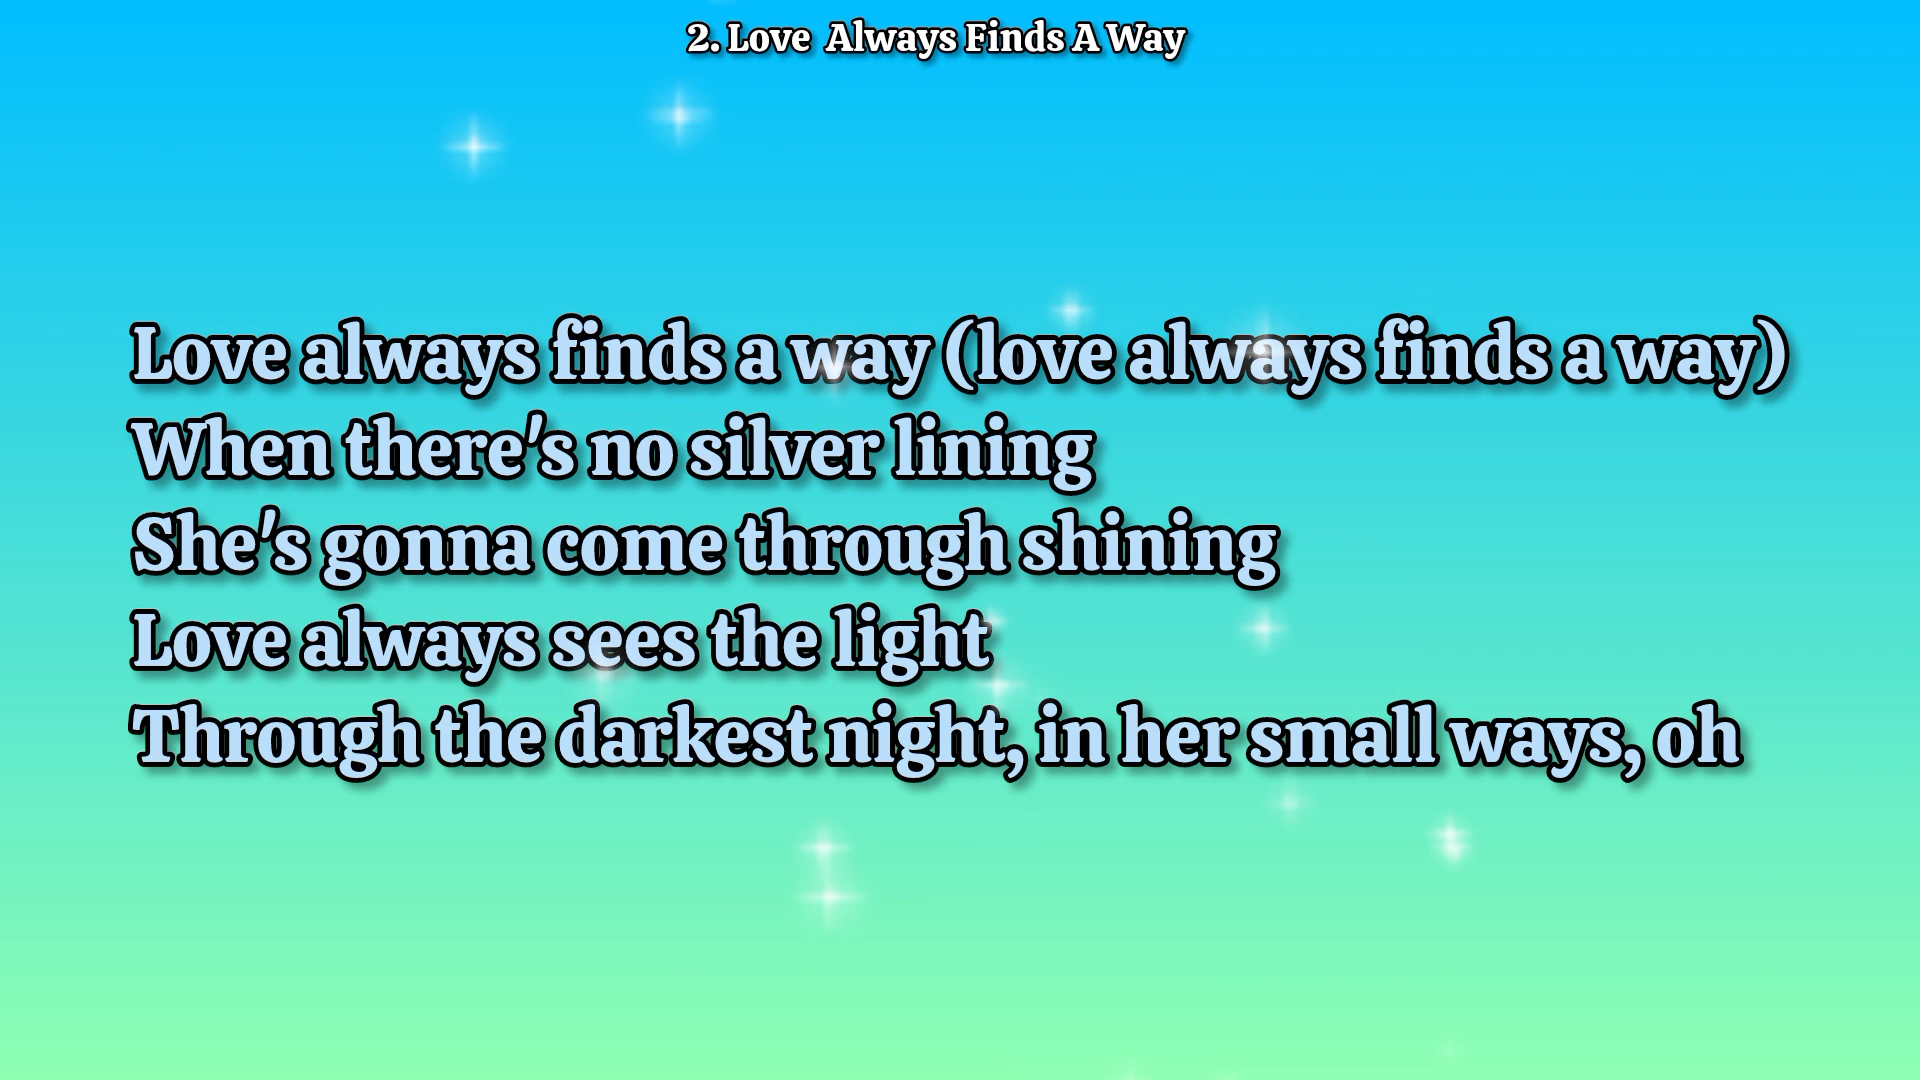 2. Love  Always Finds A Way
Love always finds a way (love always finds a way)
When there's no silver lining
She's gonna come through shining
Love always sees the light
Through the darkest night, in her small ways, oh